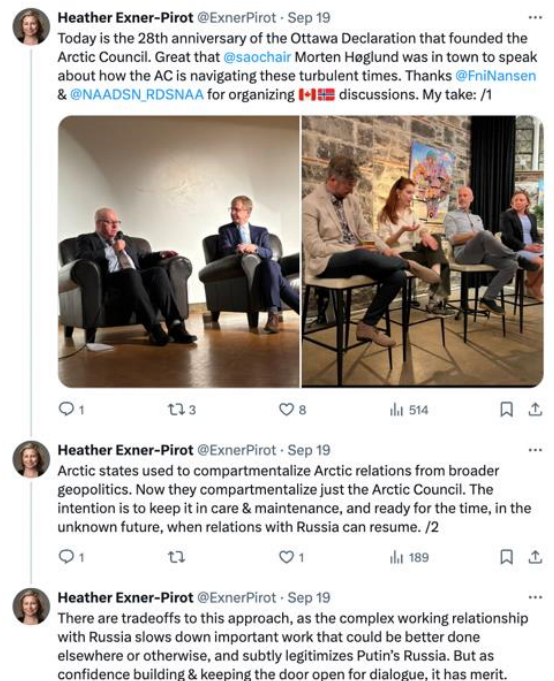 Heather Exner-Pirot @ExnerPirot · Sep 19
Today is the 28th anniversary of the Ottawa Declaration that founded the
Arctic Council. Great that @saochair Morten Høglund was in town to speak
about how the AC is navigating these turbulent times. Thanks @FniNansen
& @NAADSN_RDSNAA for organizing 🇨🇦🇳🇴 discussions. My take: /1
1 3 8 514
Heather Exner-Pirot @ExnerPirot · Sep 19
Arctic states used to compartmentalize Arctic relations from broader
geopolitics. Now they compartmentalize just the Arctic Council. The
intention is to keep it in care & maintenance, and ready for the time, in the
unknown future, when relations with Russia can resume. /2
1 1 189
Heather Exner-Pirot @ExnerPirot · Sep 19
There are tradeoffs to this approach, as the complex working relationship
with Russia slows down important work that could be better done
elsewhere or otherwise, and subtly legitimizes Putin's Russia. But as
confidence building & keeping the door open for dialogue, it has merit.